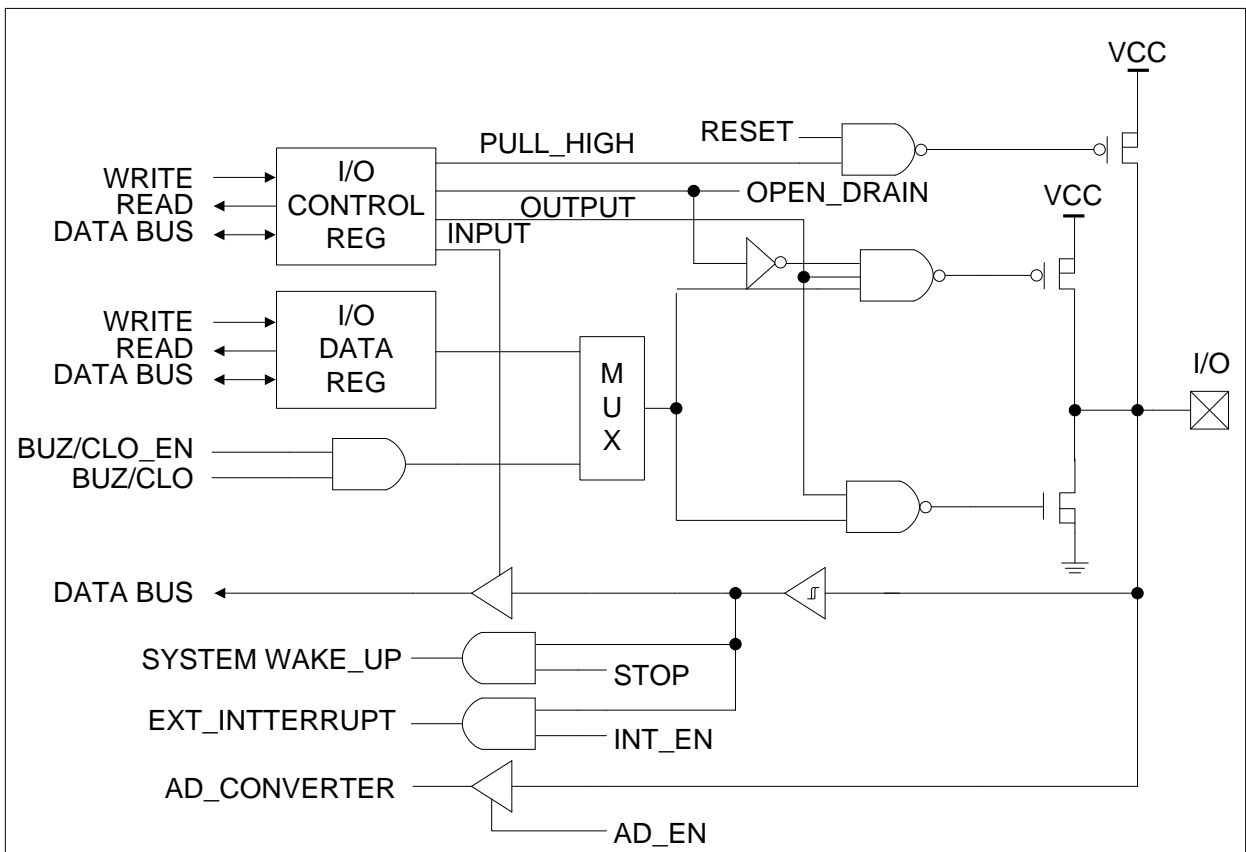 VCC
RESET
PULL_HIGH
I/O
CONTROL
REG
WRITE
READ
DATA BUS
OPEN_DRAIN
OUTPUT
INPUT
VCC
WRITE
READ
DATA BUS
I/O
DATA
REG
M
U
X
I/O
BUZ/CLO_EN
BUZ/CLO
DATA BUS
SYSTEM WAKE_UP
STOP
EXT_INTTERRUPT
INT_EN
AD_CONVERTER
AD_EN